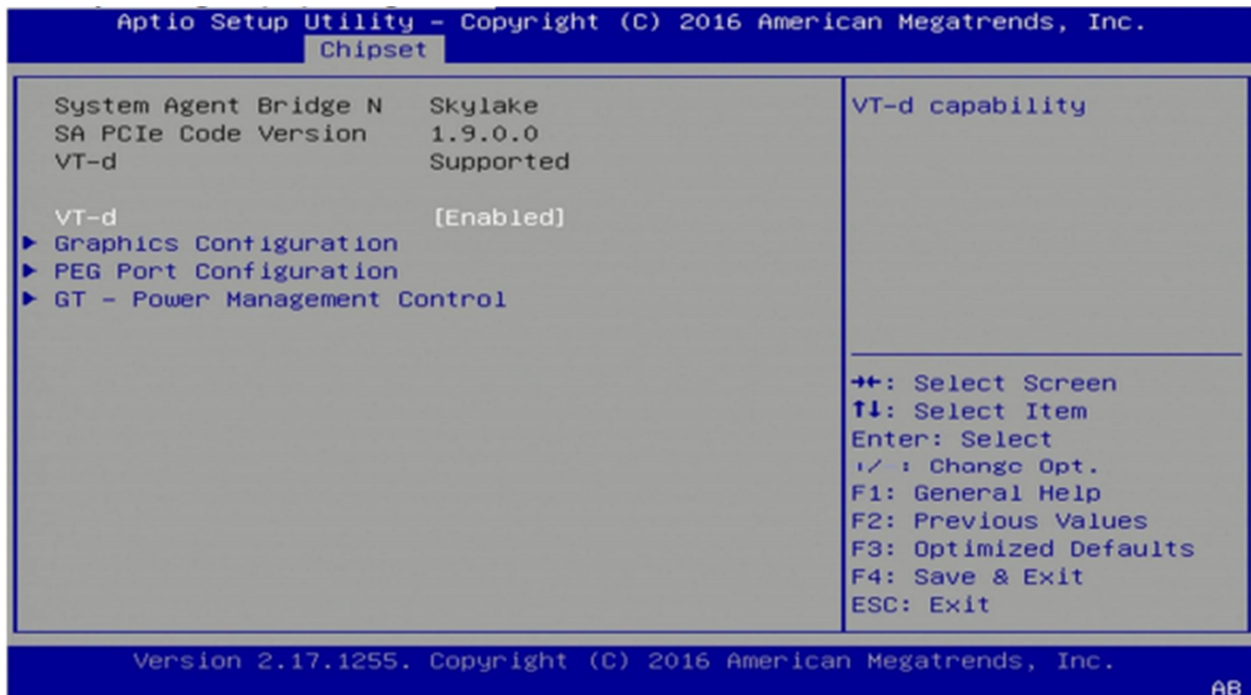 Aptio Setup Utility – Copyright (C) 2016 American Megatrends, Inc.
Chipset
System Agent Bridge N Skylake
SA PCIe Code Version 1.9.0.0
VT-d Supported
VT-d [Enabled]
▶ Graphics Configuration
▶ PEG Port Configuration
▶ GT – Power Management Control
VT-d capability
→←: Select Screen
↑↓: Select Item
Enter: Select
+/-: Change Opt.
F1: General Help
F2: Previous Values
F3: Optimized Defaults
F4: Save & Exit
ESC: Exit
Version 2.17.1255. Copyright (C) 2016 American Megatrends, Inc.
AB